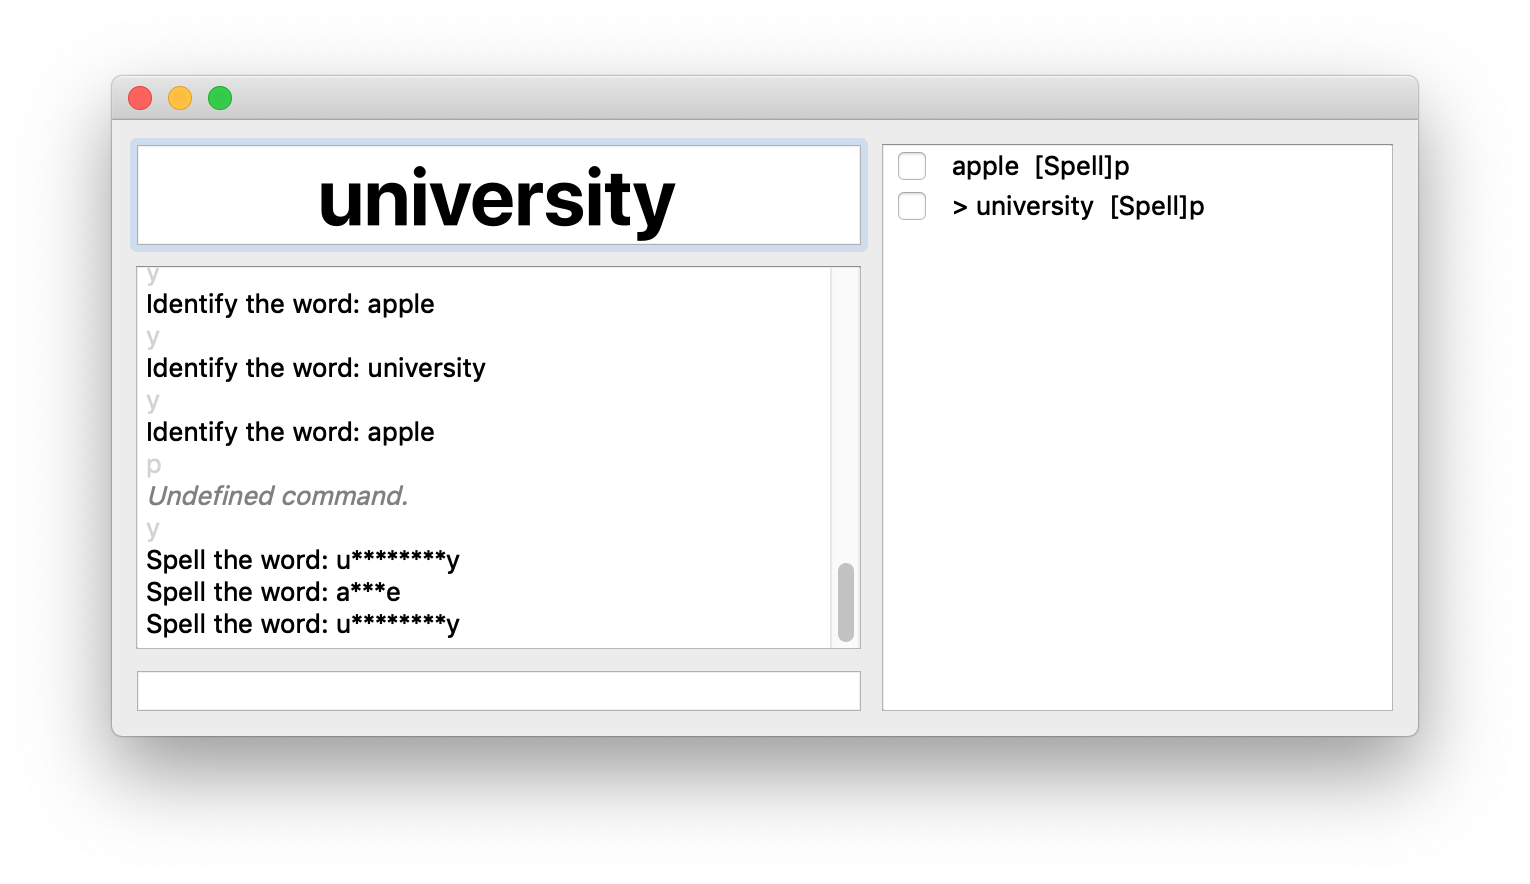 university
y
Identify the word: apple
y
Identify the word: university
y
Identify the word: apple
p
Undefined command.
y
Spell the word: u********y
Spell the word: a***e
Spell the word: u********y
apple [Spell]p
> university [Spell]p